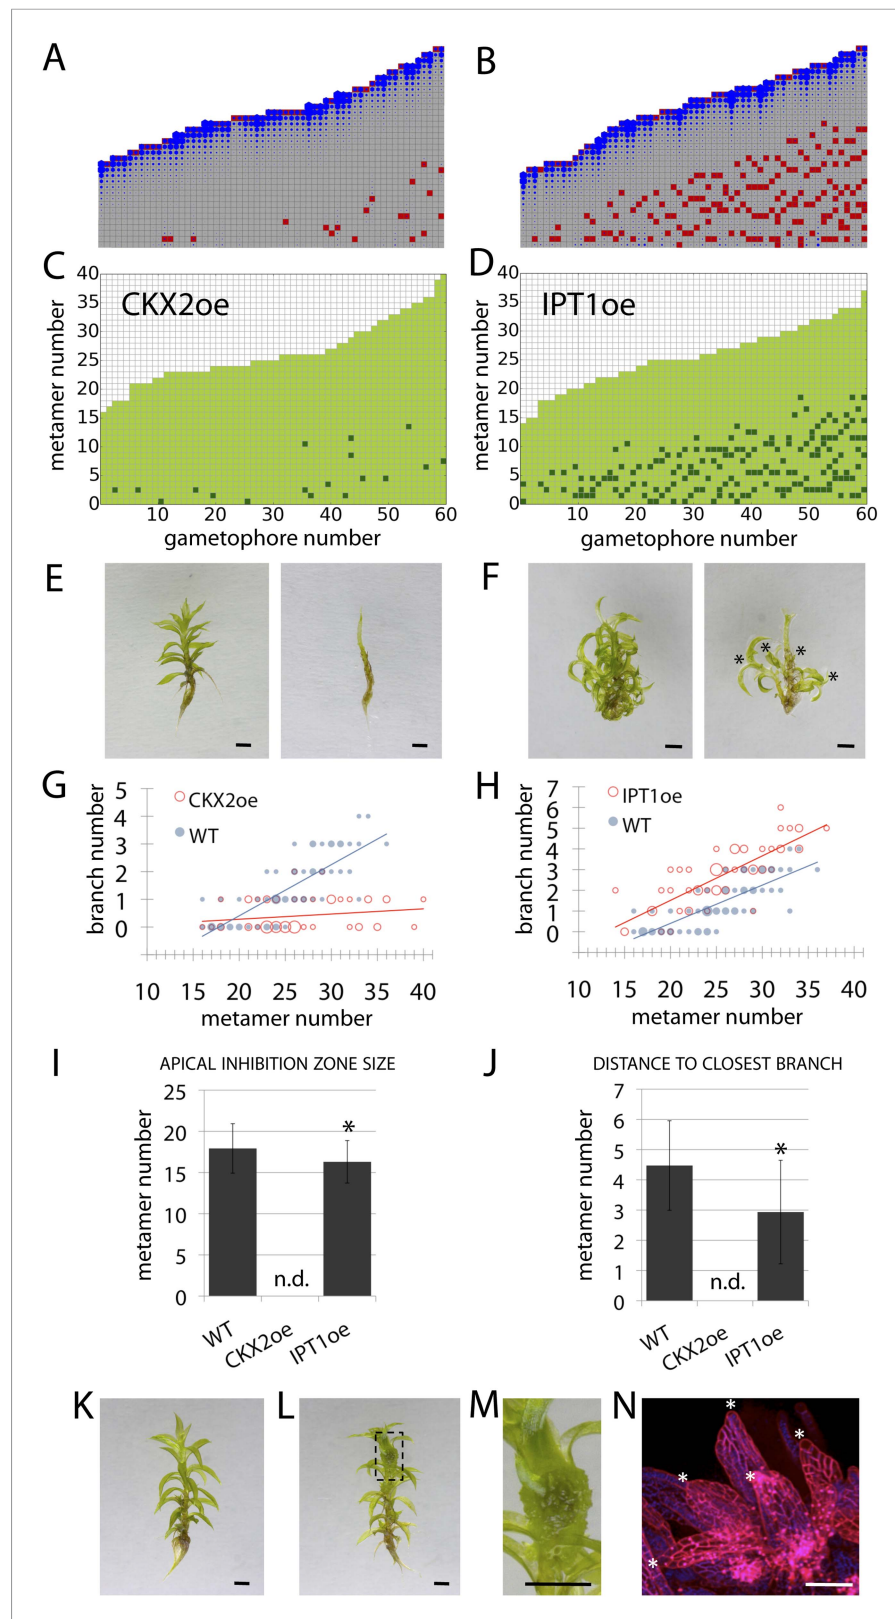 A
B
C
D
40
35
30
25
20
15
10
5
0
metamer number
CKX2oe
10 20 30 40 50 60
gametophore number
40
35
30
25
20
15
10
5
0
metamer number
IPT1oe
10 20 30 40 50 60
gametophore number
E
F
* * * *
G
5
4
3
2
1
0
branch number
CKX2oe
WT
10 15 20 25 30 35 40
metamer number
H
7
6
5
4
3
2
1
0
branch number
IPT1oe
WT
10 15 20 25 30 35 40
metamer number
I
APICAL INHIBITION ZONE SIZE
25
20
15
10
5
0
metamer number
*
n.d.
WT
CKX2oe
IPT1oe
J
DISTANCE TO CLOSEST BRANCH
7
6
5
4
3
2
1
0
metamer number
*
n.d.
WT
CKX2oe
IPT1oe
K
L
M
N
* * * * *